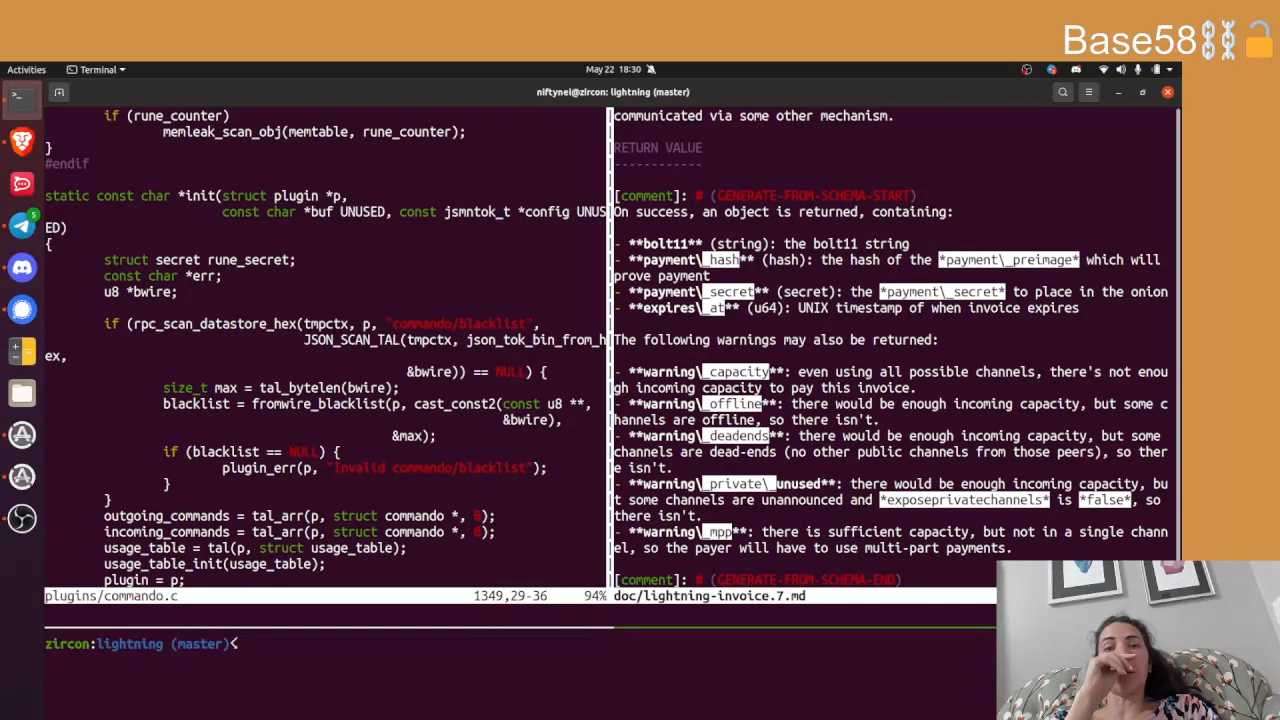 Base58⛓⛓🔓
Activities Terminal May 22 18:30
niftynei@zircon: lightning (master)
if (rune_counter)
memleak_scan_obj(memtable, rune_counter);
}
#endif
static const char *init(struct plugin *p,
const char *buf UNUSED, const jsmntok_t *config UNUS
ED)
{
struct secret rune_secret;
const char *err;
u8 *bwire;
if (rpc_scan_datastore_hex(tmpctx, p, "commando/blacklist",
JSON_SCAN_TAL(tmpctx, json_tok_bin_from_h
ex,
&bwire)) == NULL) {
size_t max = tal_bytelen(bwire);
blacklist = fromwire_blacklist(p, cast_const2(const u8 **,
&bwire),
&max);
if (blacklist == NULL) {
plugin_err(p, "Invalid commando/blacklist");
}
}
outgoing_commands = tal_arr(p, struct commando *, 0);
incoming_commands = tal_arr(p, struct commando *, 0);
usage_table = tal(p, struct usage_table);
usage_table_init(usage_table);
plugin = p;
plugins/commando.c 1349,29-36 94%
communicated via some other mechanism.
RETURN VALUE
------------
[comment]: # (GENERATE-FROM-SCHEMA-START)
On success, an object is returned, containing:
- **bolt11** (string): the bolt11 string
- **payment\_hash** (hash): the hash of the *payment\_preimage* which will
prove payment
- **payment\_secret** (secret): the *payment\_secret* to place in the onion
- **expires\_at** (u64): UNIX timestamp of when invoice expires
The following warnings may also be returned:
- **warning\_capacity**: even using all possible channels, there's not enou
gh incoming capacity to pay this invoice.
- **warning\_offline**: there would be enough incoming capacity, but some c
hannels are offline, so there isn't.
- **warning\_deadends**: there would be enough incoming capacity, but some
channels are dead-ends (no other public channels from those peers), so ther
e isn't.
- **warning\_private\_unused**: there would be enough incoming capacity, bu
t some channels are unannounced and *exposeprivatechannels* is *false*, so
there isn't.
- **warning\_mpp**: there is sufficient capacity, but not in a single chann
el, so the payer will have to use multi-part payments.
[comment]: # (GENERATE-FROM-SCHEMA-END)
doc/lightning-invoice.7.md
zircon:lightning (master)<
5